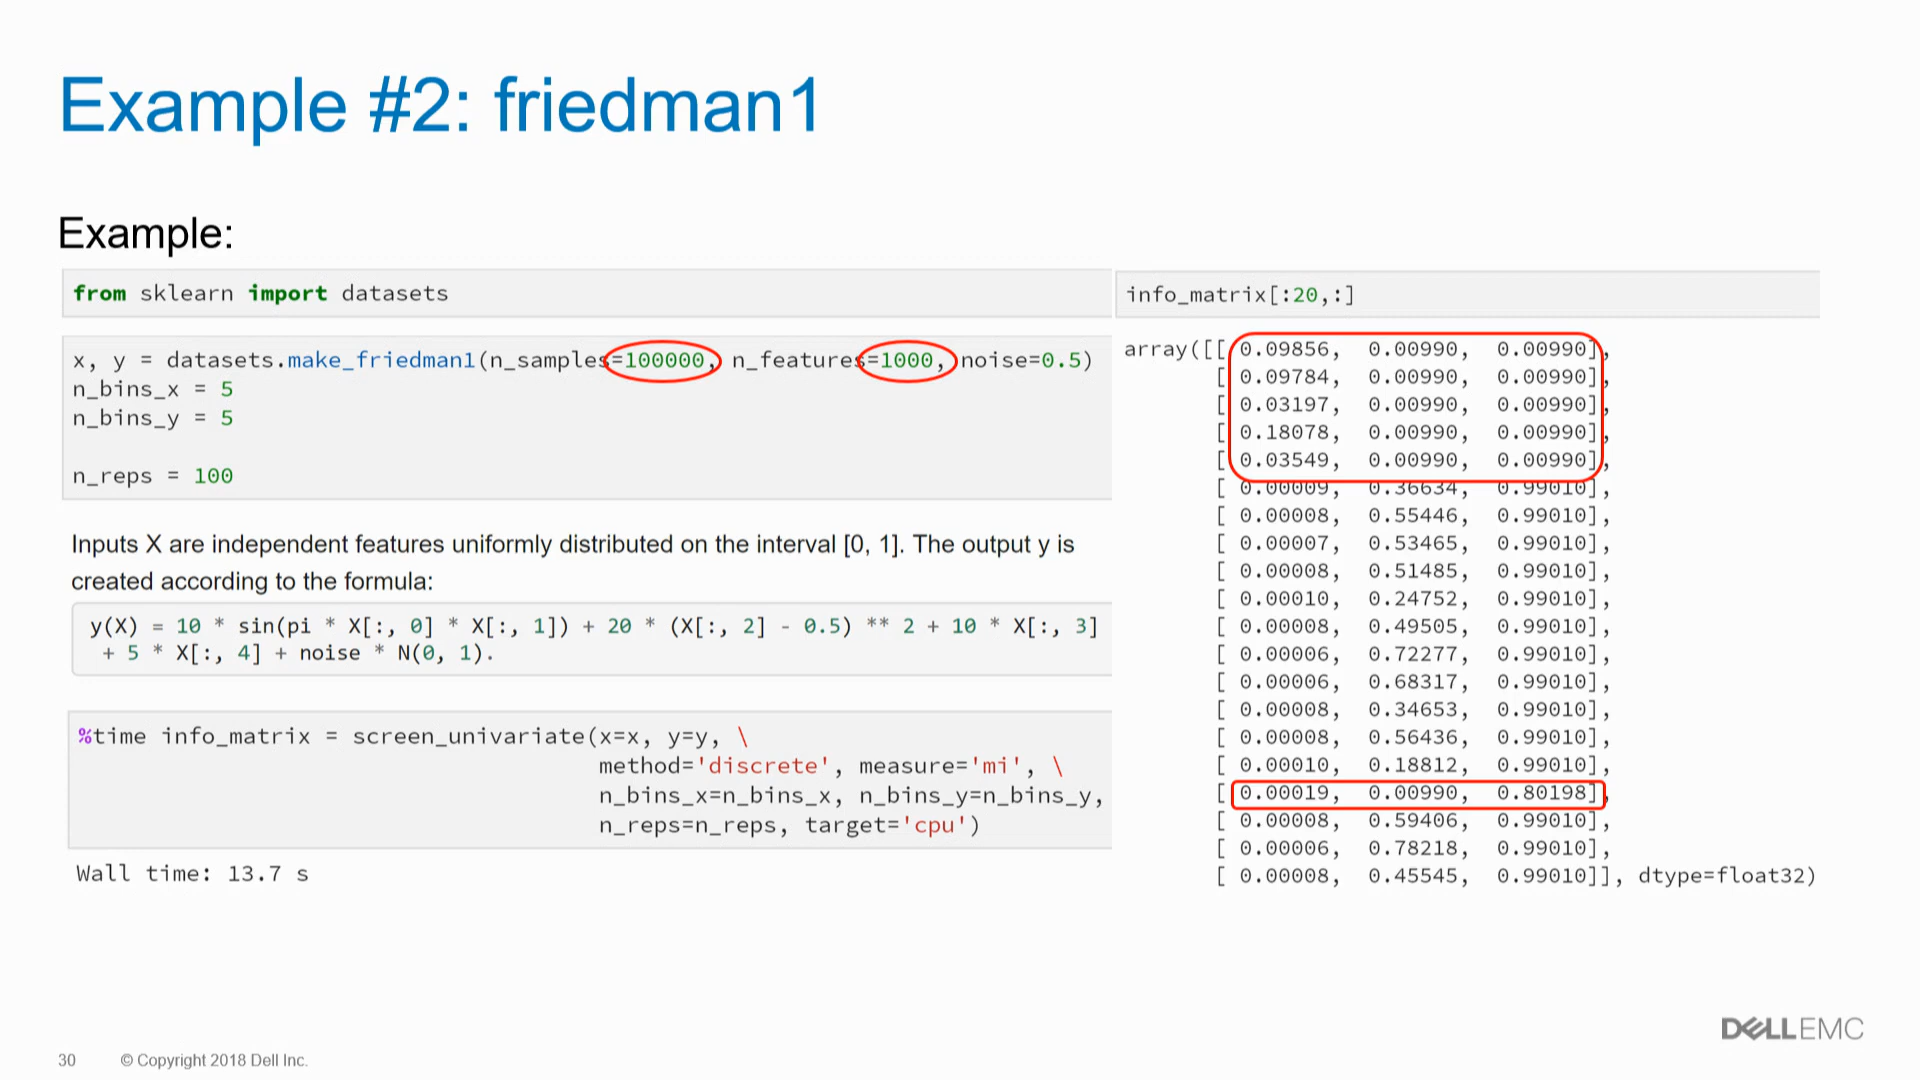 Example #2: friedman1
Example:
from sklearn import datasets
x, y = datasets.make_friedman1(n_samples=100000, n_features=1000, noise=0.5)
n_bins_x = 5
n_bins_y = 5
n_reps = 100
Inputs X are independent features uniformly distributed on the interval [0, 1]. The output y is
created according to the formula:
y(X) = 10 * sin(pi * X[:, 0] * X[:, 1]) + 20 * (X[:, 2] - 0.5) ** 2 + 10 * X[:, 3]
+ 5 * X[:, 4] + noise * N(0, 1).
%time info_matrix = screen_univariate(x=x, y=y, \
method='discrete', measure='mi', \
n_bins_x=n_bins_x, n_bins_y=n_bins_y,
n_reps=n_reps, target='cpu')
Wall time: 13.7 s
info_matrix[:20,:]
array([[ 0.09856, 0.00990, 0.00990],
[ 0.09784, 0.00990, 0.00990],
[ 0.03197, 0.00990, 0.00990],
[ 0.18078, 0.00990, 0.00990],
[ 0.03549, 0.00990, 0.00990],
[ 0.00009, 0.36634, 0.99010],
[ 0.00008, 0.55446, 0.99010],
[ 0.00007, 0.53465, 0.99010],
[ 0.00008, 0.51485, 0.99010],
[ 0.00010, 0.24752, 0.99010],
[ 0.00008, 0.49505, 0.99010],
[ 0.00006, 0.72277, 0.99010],
[ 0.00006, 0.68317, 0.99010],
[ 0.00008, 0.34653, 0.99010],
[ 0.00008, 0.56436, 0.99010],
[ 0.00010, 0.18812, 0.99010],
[ 0.00019, 0.00990, 0.80198],
[ 0.00008, 0.59406, 0.99010],
[ 0.00006, 0.78218, 0.99010],
[ 0.00008, 0.45545, 0.99010]], dtype=float32)
DELLEMC
30 © Copyright 2018 Dell Inc.